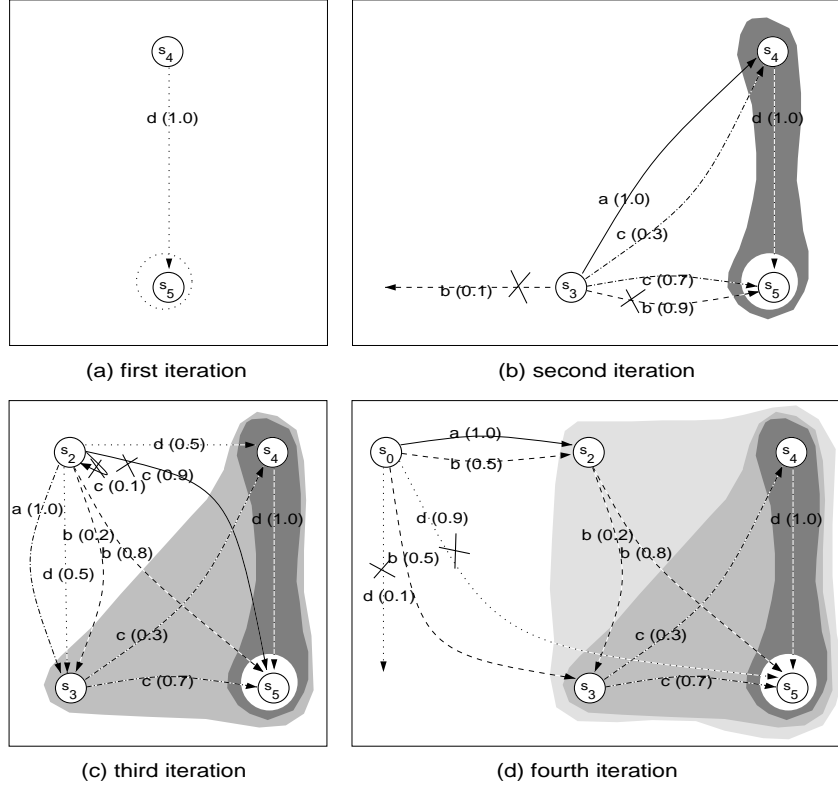 s4
d (1.0)
s5
(a) first iteration
s4
d (1.0)
a (1.0)
c (0.3)
b (0.1)
s3
c (0.7)
b (0.9)
s5
(b) second iteration
s2
d (0.5)
s4
c (0.1)
c (0.9)
a (1.0)
b (0.2)
b (0.8)
d (1.0)
d (0.5)
c (0.3)
s3
c (0.7)
s5
(c) third iteration
s0
a (1.0)
b (0.5)
s2
s4
d (0.9)
b (0.2)
d (1.0)
b (0.5)
b (0.8)
d (0.1)
c (0.3)
s3
c (0.7)
s5
(d) fourth iteration